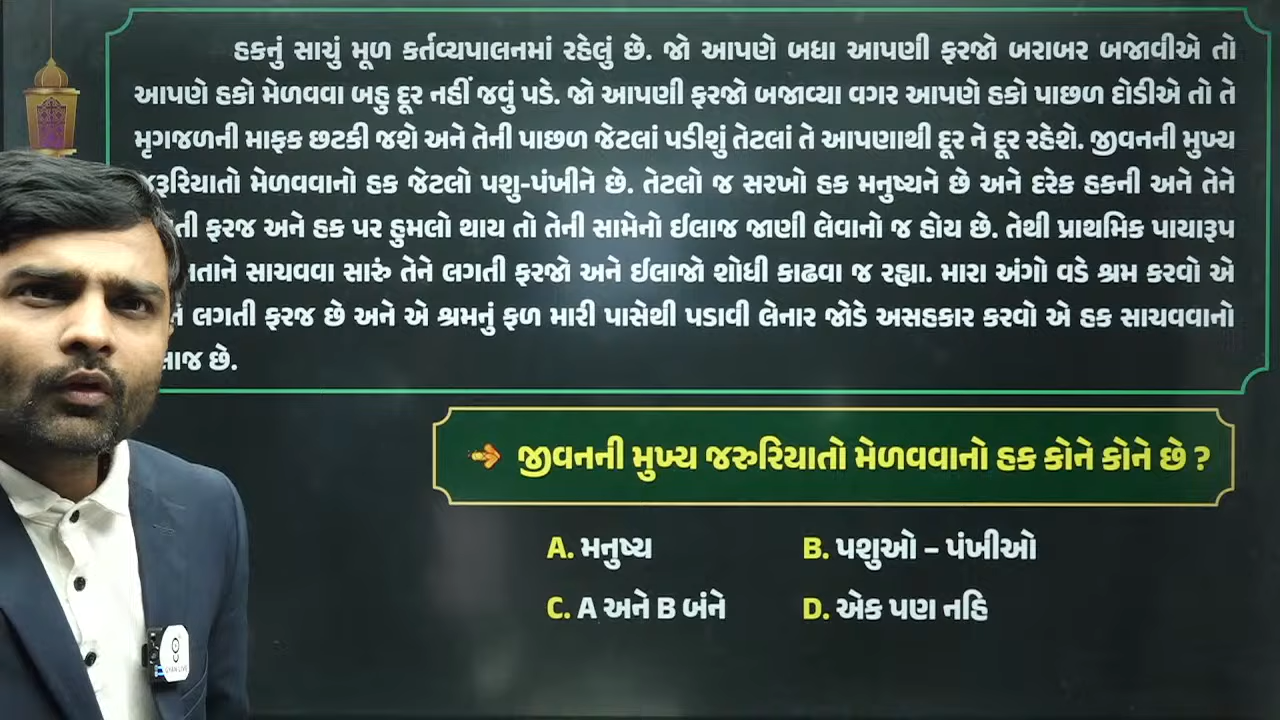 હકનું સાચું મૂળ કર્તવ્યપાલનમાં રહેલું છે. જો આપણે બધા આપણી ફરજો બરાબર બજાવીએ તો
આપણે હકો મેળવવા બહુ દૂર નહીં જવું પડે. જો આપણી ફરજો બજાવ્યા વગર આપણે હકો પાછળ દોડીએ તો તે
મૃગજળની માફક છટકી જશે અને તેની પાછળ જેટલાં પડીશું તેટલાં તે આપણાથી દૂર ને દૂર રહેશે. જીવનની મુખ્ય
જરૂરિયાતો મેળવવાનો હક જેટલો પશુ-પંખીને છે. તેટલો જ સરખો હક મનુષ્યને છે અને દરેક હકની અને તેને
ફરજ અને હક પર હુમલો થાય તો તેની સામેનો ઈલાજ જાણી લેવાનો જ હોય છે. તેથી પ્રાથમિક પાયારૂપ
સાચવવા સારું તેને લગતી ફરજો અને ઈલાજો શોધી કાઢવા જ રહ્યા. મારા અંગો વડે શ્રમ કરવો એ
લગતી ફરજ છે અને એ શ્રમનું ફળ મારી પાસેથી પડાવી લેનાર જોડે અસહકાર કરવો એ હક સાચવવાનો
છે.
જીવનની મુખ્ય જરુરિયાતો મેળવવાનો હક કોને કોને છે ?
A. મનુષ્ય
B. પશુઓ – પંખીઓ
C. A અને B બંને
D. એક પણ નહિ